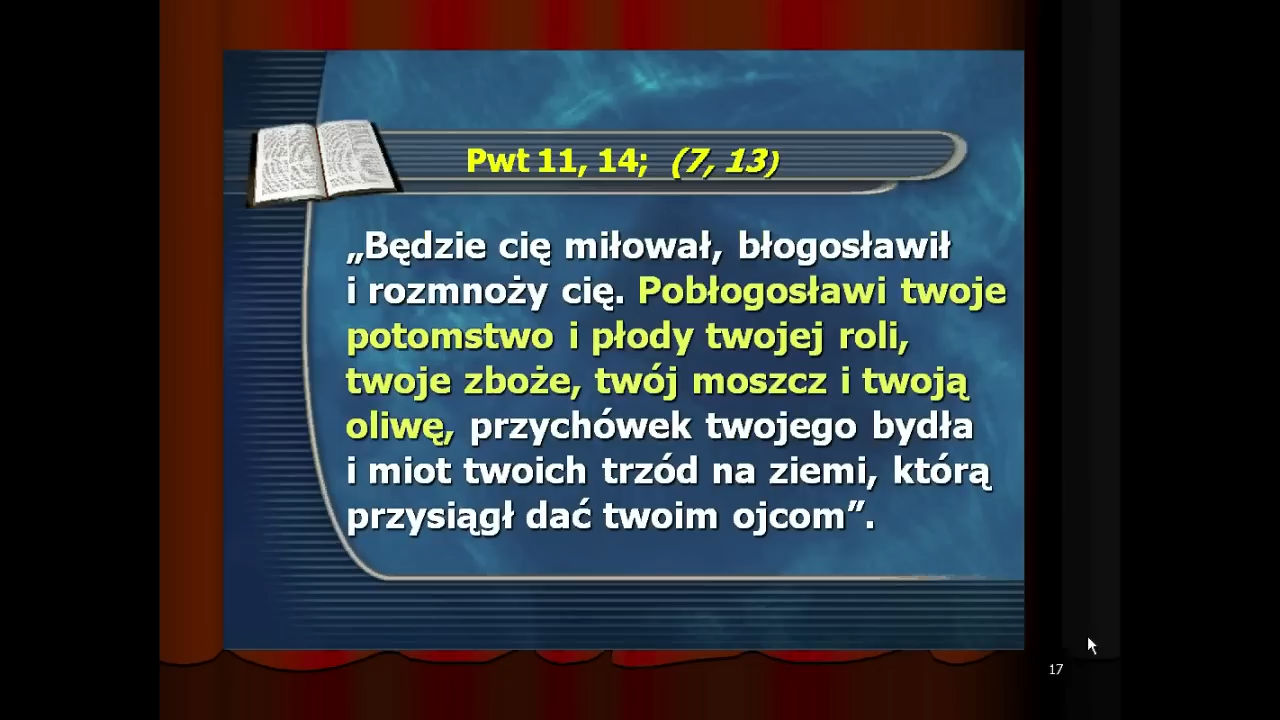 Pwt 11, 14; (7, 13)
„Będzie cię miłował, błogosławił
i rozmnoży cię. Pobłogosławi twoje
potomstwo i płody twojej roli,
twoje zboże, twój moszcz i twoją
oliwę, przychówek twojego bydła
i miot twoich trzód na ziemi, którą
przysiągł dać twoim ojcom”.
17